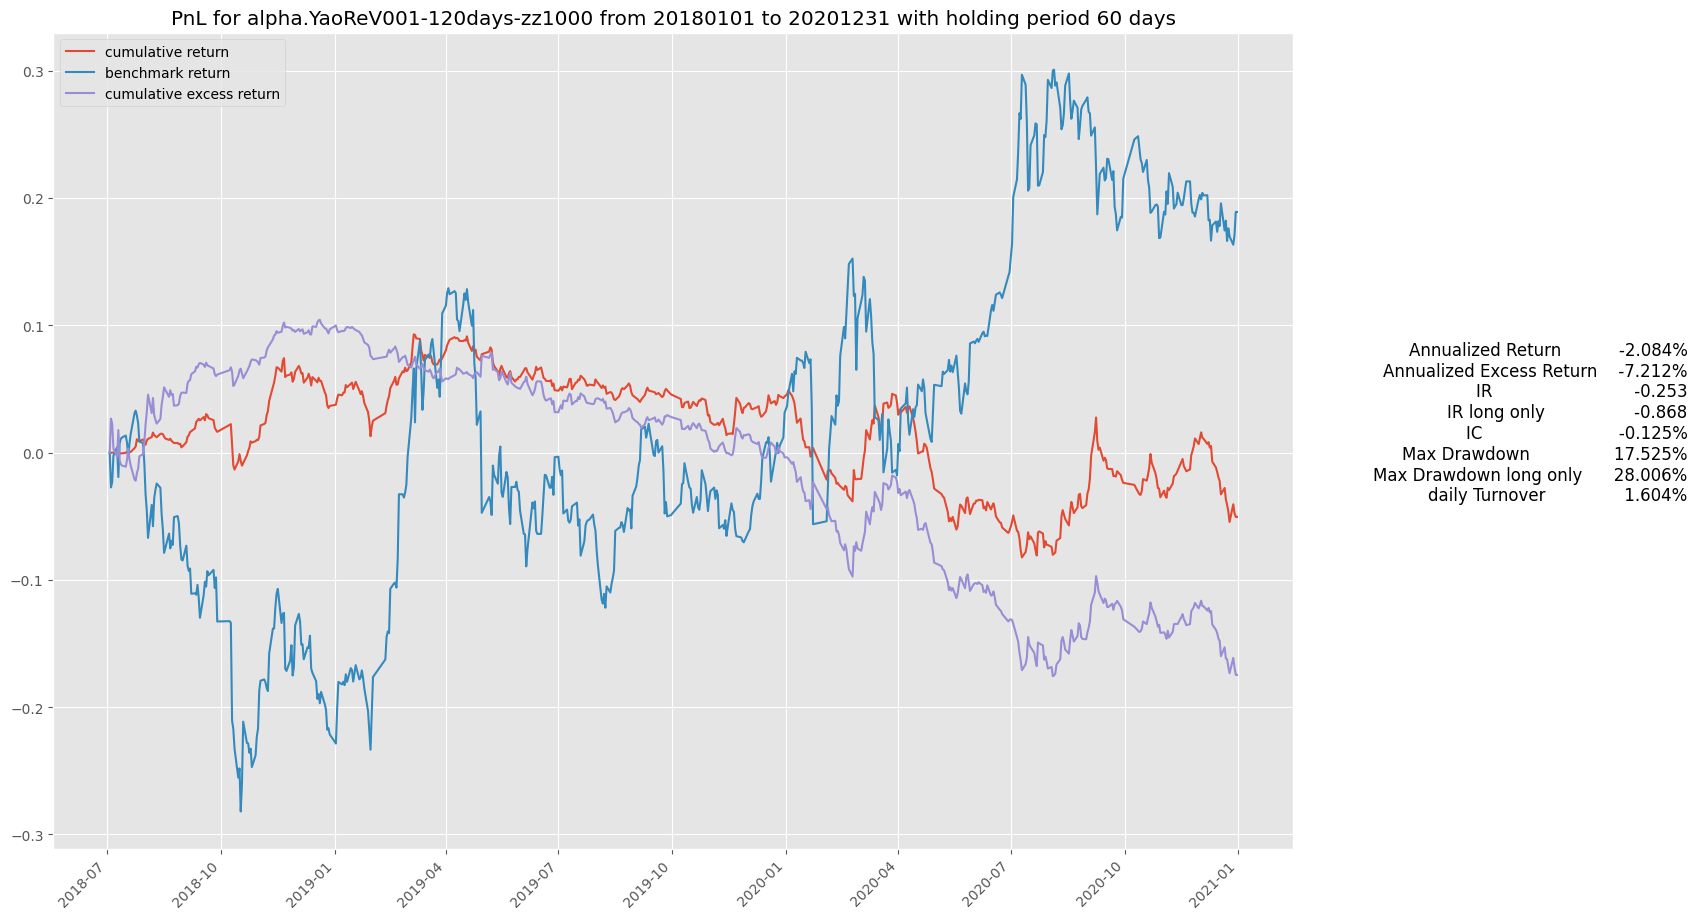 PnL for alpha.YaoReV001-120days-zz1000 from 20180101 to 20201231 with holding period 60 days
cumulative return
benchmark return
cumulative excess return
0.3
0.2
0.1
0.0
−0.1
−0.2
−0.3
2018-07
2018-10
2019-01
2019-04
2019-07
2019-10
2020-01
2020-04
2020-07
2020-10
2021-01
Annualized Return -2.084%
Annualized Excess Return -7.212%
IR -0.253
IR long only -0.868
IC -0.125%
Max Drawdown 17.525%
Max Drawdown long only 28.006%
daily Turnover 1.604%